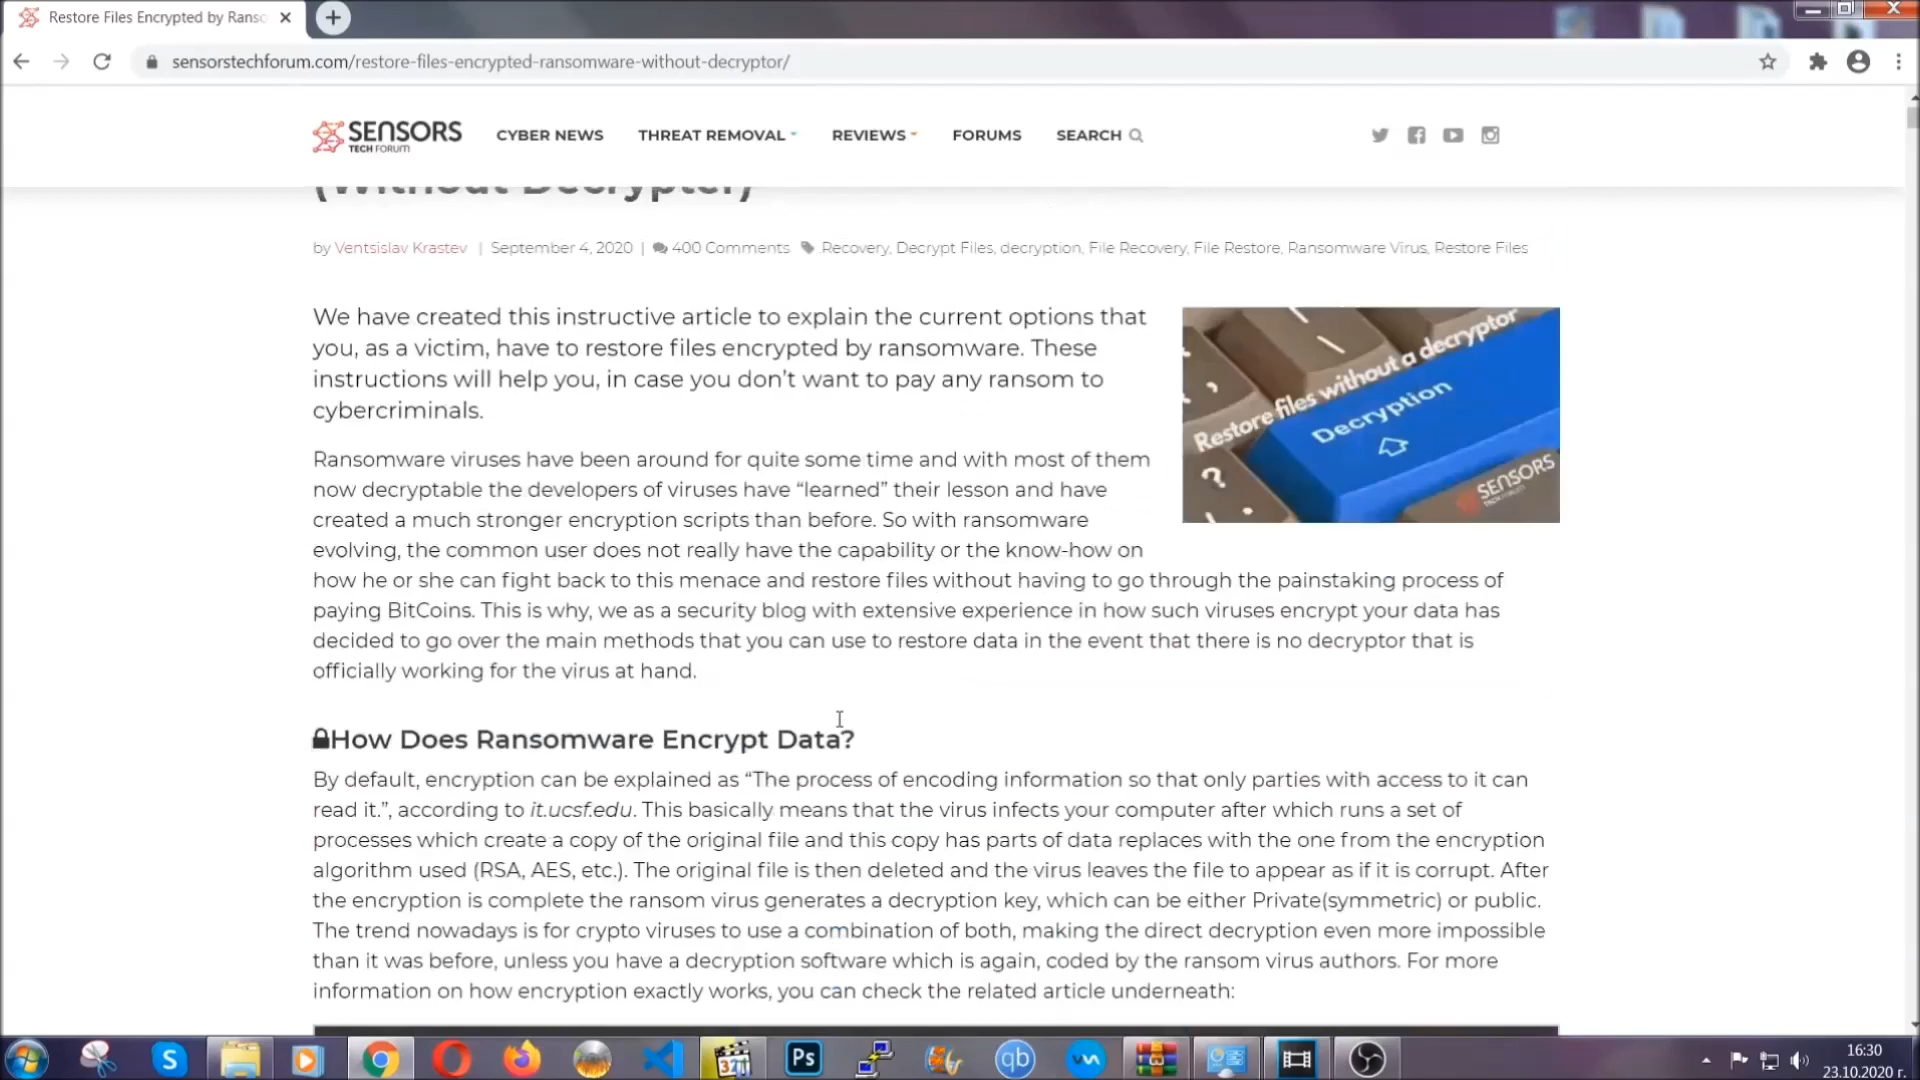 Restore Files Encrypted by Ranso
sensorstechforum.com/restore-files-encrypted-ransomware-without-decryptor/
SENSORS
TECH FORUM
CYBER NEWS
THREAT REMOVAL
REVIEWS
FORUMS
SEARCH
(Without Decrypter)
by Ventsislav Krastev | September 4, 2020 | 400 Comments Recovery, Decrypt Files, decryption, File Recovery, File Restore, Ransomware Virus, Restore Files
We have created this instructive article to explain the current options that
you, as a victim, have to restore files encrypted by ransomware. These
instructions will help you, in case you don’t want to pay any ransom to
cybercriminals.
Restore files without a decryptor
Decryption
SENSORS
Ransomware viruses have been around for quite some time and with most of them
now decryptable the developers of viruses have “learned” their lesson and have
created a much stronger encryption scripts than before. So with ransomware
evolving, the common user does not really have the capability or the know-how on
how he or she can fight back to this menace and restore files without having to go through the painstaking process of
paying BitCoins. This is why, we as a security blog with extensive experience in how such viruses encrypt your data has
decided to go over the main methods that you can use to restore data in the event that there is no decryptor that is
officially working for the virus at hand.
How Does Ransomware Encrypt Data?
By default, encryption can be explained as “The process of encoding information so that only parties with access to it can
read it.”, according to it.ucsf.edu. This basically means that the virus infects your computer after which runs a set of
processes which create a copy of the original file and this copy has parts of data replaces with the one from the encryption
algorithm used (RSA, AES, etc.). The original file is then deleted and the virus leaves the file to appear as if it is corrupt. After
the encryption is complete the ransom virus generates a decryption key, which can be either Private(symmetric) or public.
The trend nowadays is for crypto viruses to use a combination of both, making the direct decryption even more impossible
than it was before, unless you have a decryption software which is again, coded by the ransom virus authors. For more
information on how encryption exactly works, you can check the related article underneath:
S
321
Ps
qb
16:30
23.10.2020 г.